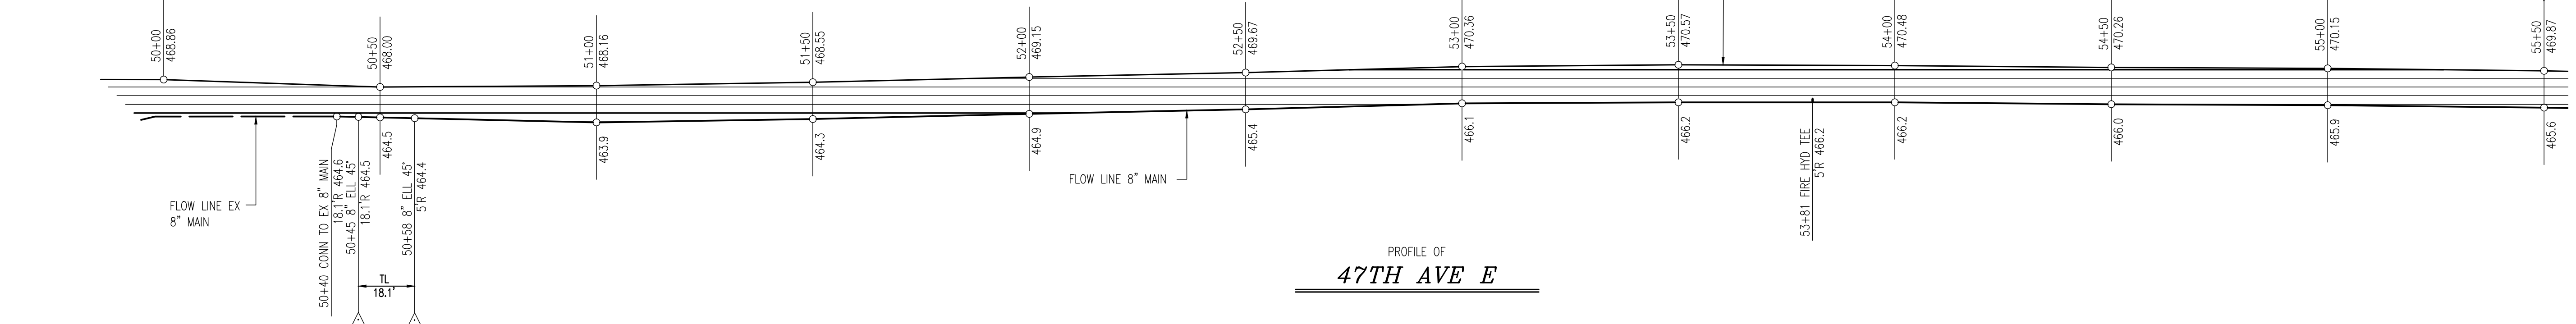 50+00
468.86
50+50
468.00
51+00
468.16
51+50
468.55
52+00
469.15
52+50
469.67
53+00
470.36
53+50
470.57
54+00
470.48
54+50
470.26
55+00
470.15
55+50
469.87
FLOW LINE EX
8" MAIN
50+40 CONN TO EX 8" MAIN
18.1'R 464.6
50+45 8" ELL 45°
18.1'R 464.5
464.5
50+58 8" ELL 45°
5'R 464.4
TL
18.1'
463.9
464.3
464.9
FLOW LINE 8" MAIN
465.4
466.1
466.2
53+81 FIRE HYD TEE
5'R 466.2
466.2
466.0
465.9
465.6
PROFILE OF
47TH AVE E